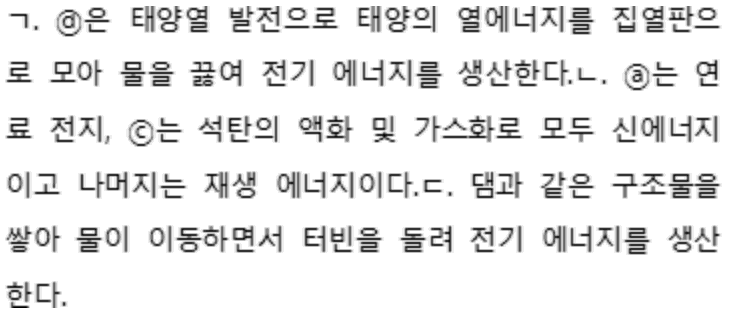 ㄱ. ⓓ은 태양열 발전으로 태양의 열에너지를 집열판으
로 모아 물을 끓여 전기 에너지를 생산한다.ㄴ. ⓐ는 연
료 전지, ⓒ는 석탄의 액화 및 가스화로 모두 신에너지
이고 나머지는 재생 에너지이다.ㄷ. 댐과 같은 구조물을
쌓아 물이 이동하면서 터빈을 돌려 전기 에너지를 생산
한다.